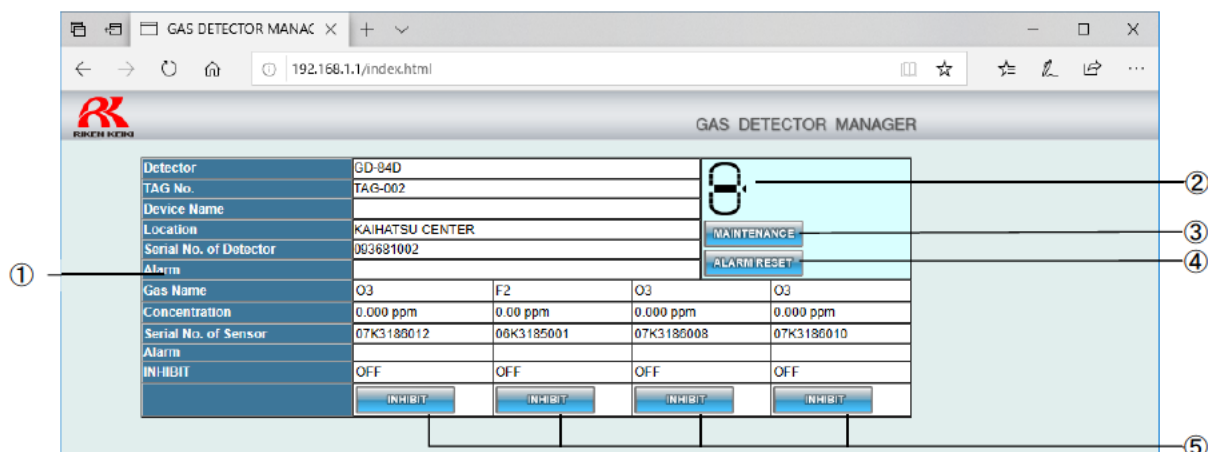 GAS DETECTOR MANAC
192.168.1.1/index.html
RK
RIKEN KEIKI
GAS DETECTOR MANAGER
Detector GD-84D
②
TAG No. TAG-002
Device Name
Location KAIHATSU CENTER
MAINTENANCE ③
Serial No. of Detector 093681002
ALARM RESET ④
① Alarm
Gas Name O3 F2 O3 O3
Concentration 0.000 ppm 0.00 ppm 0.000 ppm 0.000 ppm
Serial No. of Sensor 07K3186012 06K3185001 07K3186008 07K3186010
Alarm
INHIBIT OFF OFF OFF OFF
INHIBIT INHIBIT INHIBIT INHIBIT
⑤